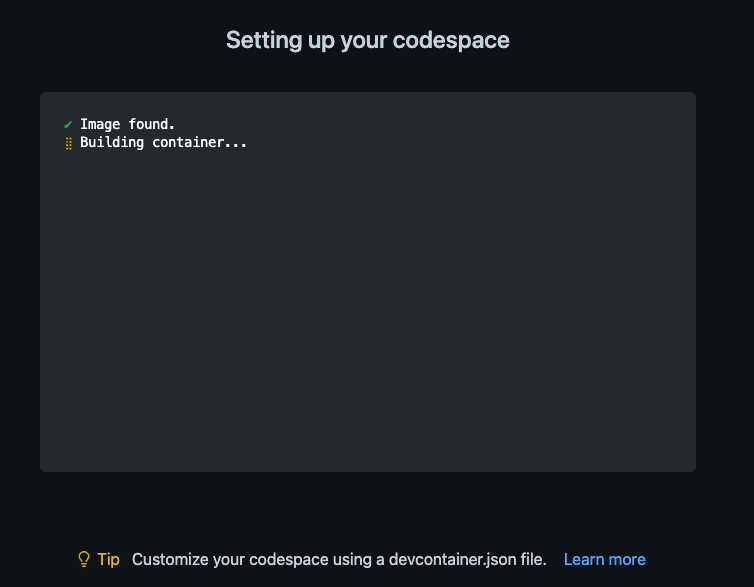 Setting up your codespace
✔ Image found.
⣾ Building container...
Tip Customize your codespace using a devcontainer.json file. Learn more